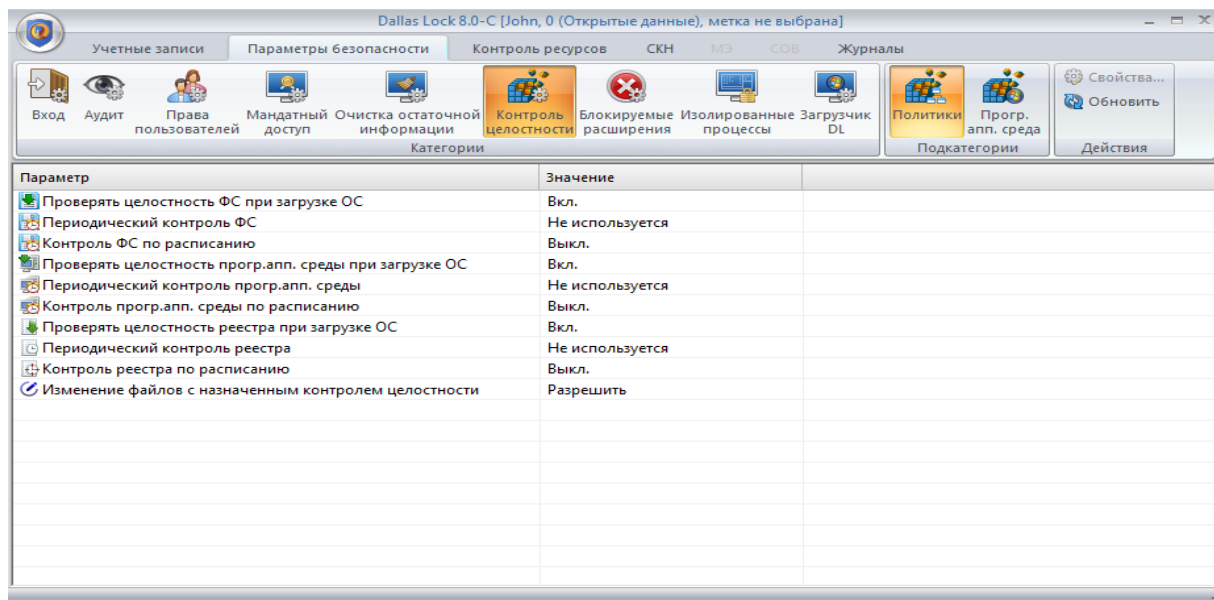 Dallas Lock 8.0-C [John, 0 (Открытые данные), метка не выбрана]
Учетные записи Параметры безопасности Контроль ресурсов СКН МЭ СОВ Журналы
Вход Аудит Права пользователей Мандатный доступ Очистка остаточной информации Контроль целостности Блокируемые расширения Изолированные процессы Загрузчик DL Политики Прогр. апп. среда Свойства...
Обновить
Категории Подкатегории Действия
Параметр Значение
Проверять целостность ФС при загрузке ОС Вкл.
Периодический контроль ФС Не используется
Контроль ФС по расписанию Выкл.
Проверять целостность прогр.апп. среды при загрузке ОС Вкл.
Периодический контроль прогр.апп. среды Не используется
Контроль прогр.апп. среды по расписанию Выкл.
Проверять целостность реестра при загрузке ОС Вкл.
Периодический контроль реестра Не используется
Контроль реестра по расписанию Выкл.
Изменение файлов с назначенным контролем целостности Разрешить